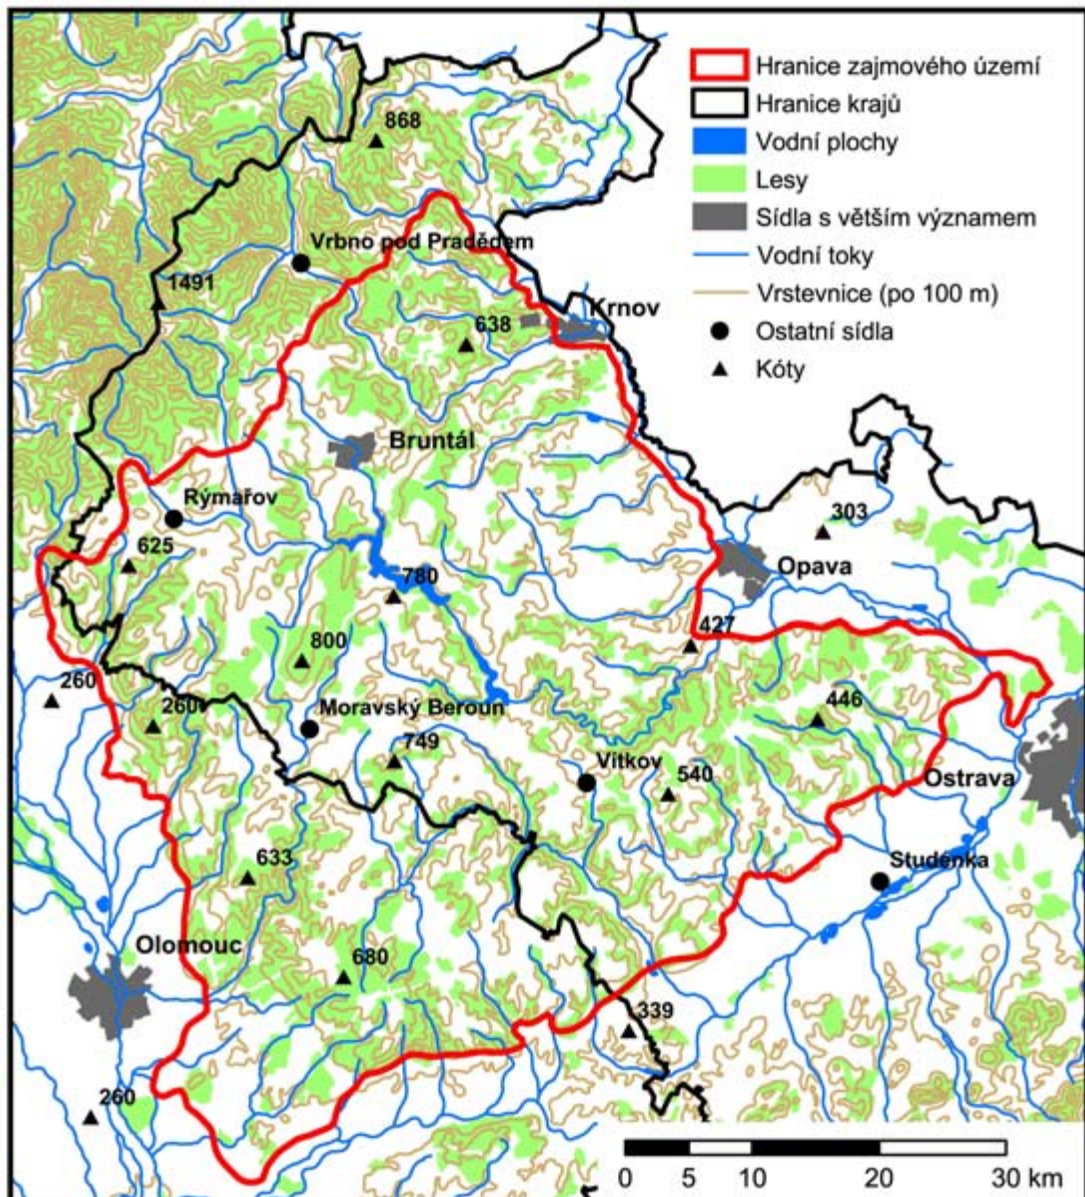 Hranice zajmového území
Hranice krajů
Vodní plochy
Lesy
Sídla s větším významem
Vodní toky
Vrstevnice (po 100 m)
Ostatní sídla
Kóty
868
Vrbno pod Pradědem
1491
Krnov
638
Bruntál
Rýmařov
303
625
Opava
780
427
800
260
260
446
Moravský Beroun
749
Vítkov
540
Ostrava
633
Studénka
Olomouc
680
339
260
0 5 10 20 30 km